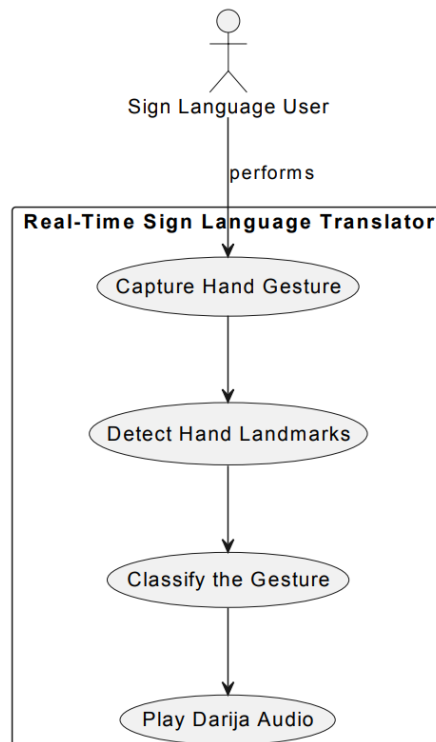 Sign Language User
performs
Real-Time Sign Language Translator
Capture Hand Gesture
Detect Hand Landmarks
Classify the Gesture
Play Darija Audio